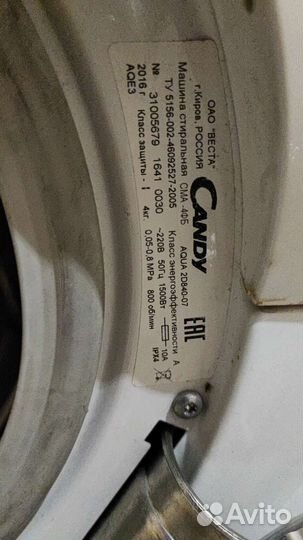 ОАО "ВЕСТА"
г.Киров, РОССИЯ
CANDY
EAC
Машина стиральная СМА -4ФБ AQUA 2D840-07
ТУ 5156-002-46092527-2005 Класс энергоэффективности А
№ 31005679 1641 0030 ~220В 50Гц 1500Вт 10А
2016 г Класс защиты - I 4кг. 0,05-0,8 MPa 800 об/мин IPX4
AQE3
Avito